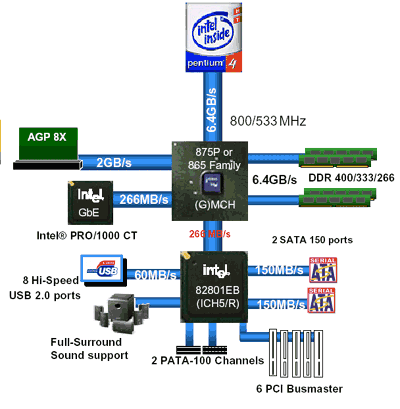 intel
inside
pentium 4
H T
6.4GB/s
800/533 MHz
AGP 8X
2GB/s
875P or
865 Family
(G)MCH
6.4GB/s
DDR 400/333/266
intel
GbE
266MB/s
Intel® PRO/1000 CT
266MB/s
2 SATA 150 ports
USB
8 Hi-Speed
USB 2.0 ports
60MB/s
intel
82801EB
(ICH5/R)
150MB/s
SERIAL
ATA
150MB/s
SERIAL
ATA
Full-Surround
Sound support
2 PATA-100 Channels
6 PCI Busmaster